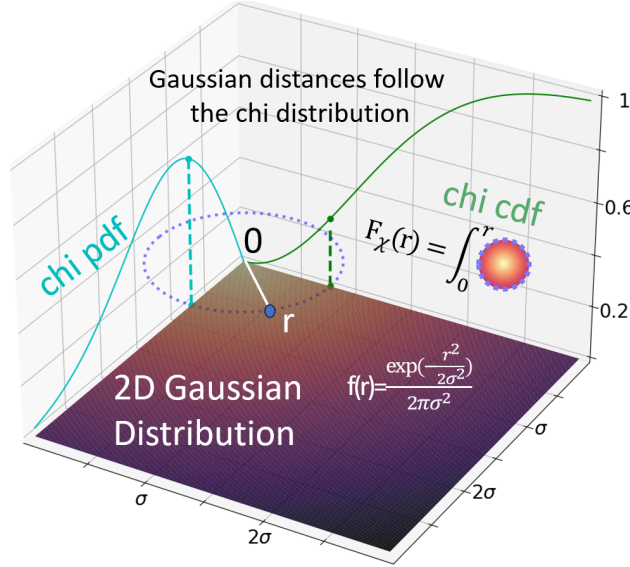 Gaussian distances follow
the chi distribution
1
chi pdf
chi cdf
0.6
0
F_χ(r) = ∫_0^r
r
0.2
2D Gaussian
Distribution
f(r)=exp(-r²/2σ²)/2πσ²
σ
2σ
σ
2σ